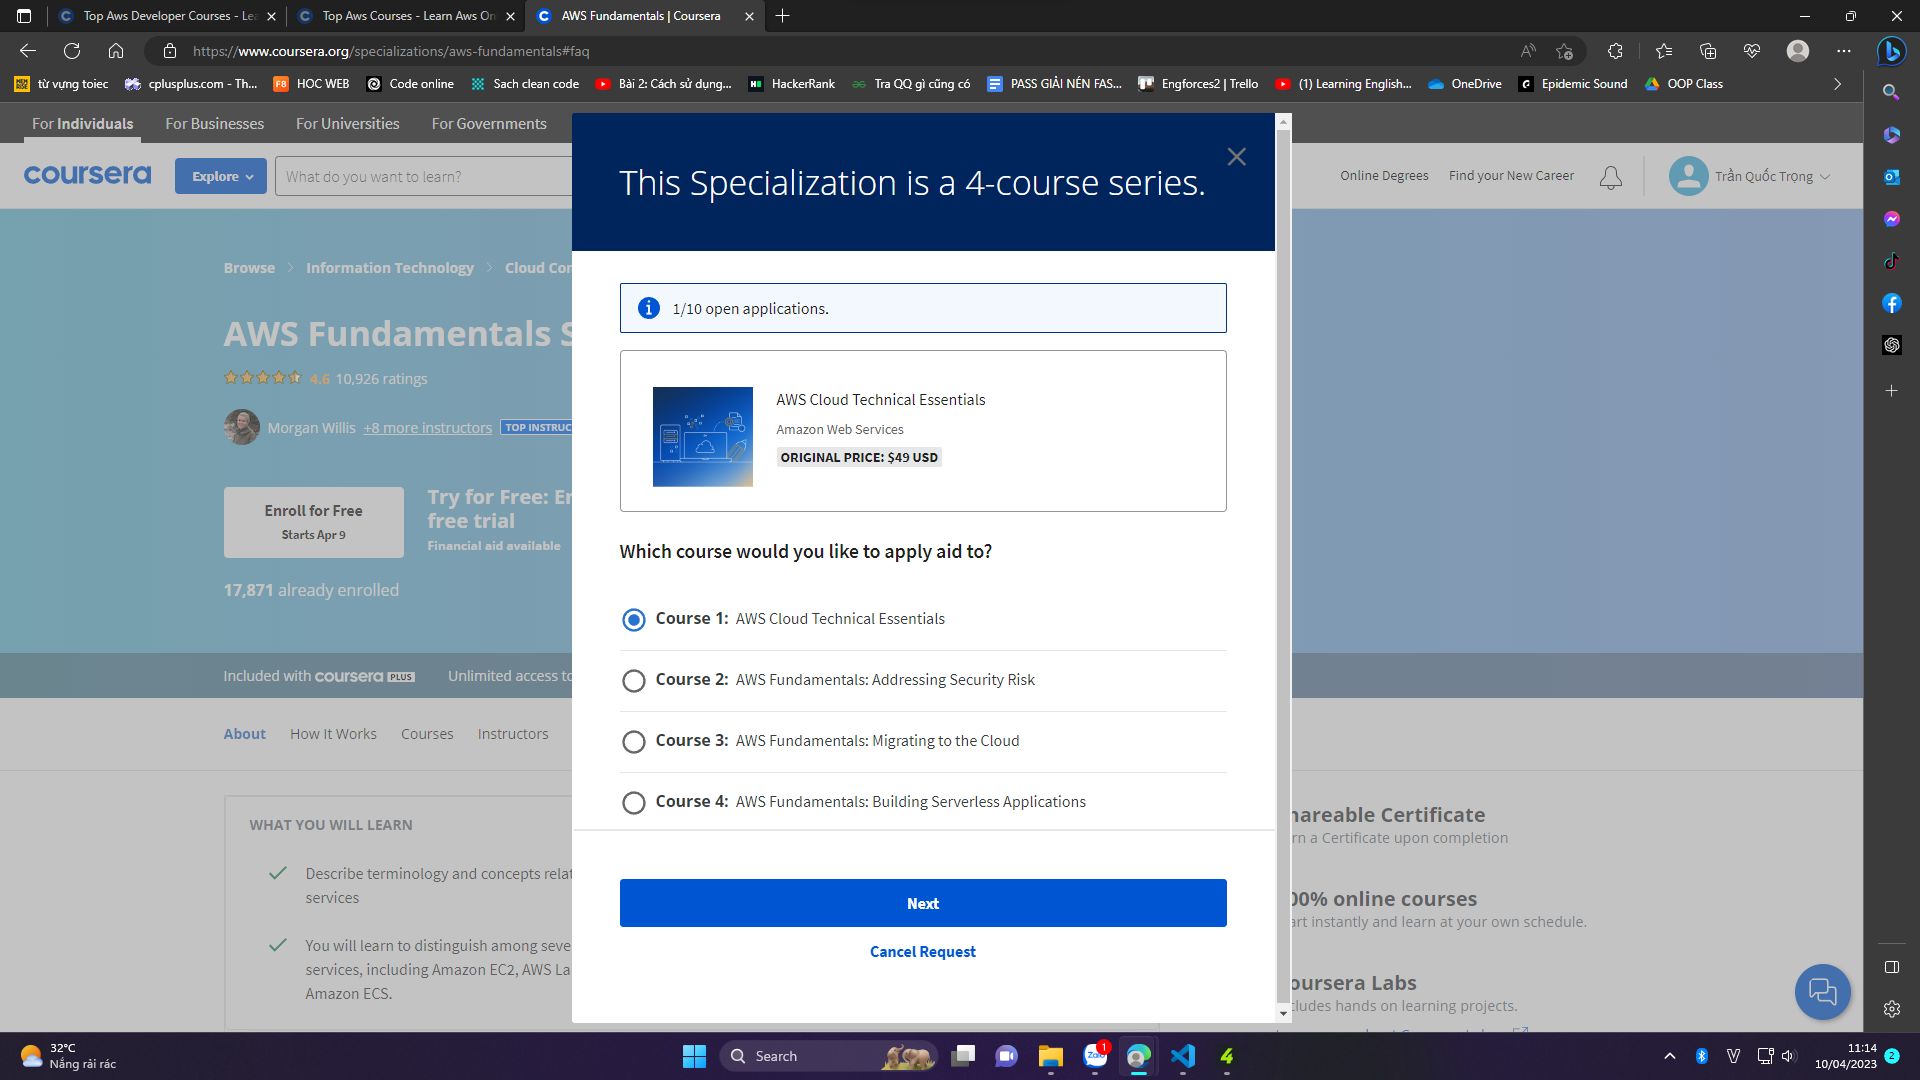 Top Aws Developer Courses - Lea
Top Aws Courses - Learn Aws On
AWS Fundamentals | Coursera
https://www.coursera.org/specializations/aws-fundamentals#faq
từ vựng toiec
cplusplus.com - Th...
HOC WEB
Code online
Sach clean code
Bài 2: Cách sử dụng...
HackerRank
Tra QQ gì cũng có
PASS GIẢI NÉN FAS...
Engforces2 | Trello
(1) Learning English...
OneDrive
Epidemic Sound
OOP Class
For Individuals
For Businesses
For Universities
For Governments
coursera
Explore
What do you want to learn?
Online Degrees
Find your New Career
Trần Quốc Trọng
This Specialization is a 4-course series.
Browse
Information Technology
Cloud Con
1/10 open applications.
AWS Fundamentals S
4.6 10,926 ratings
Morgan Willis +8 more instructors TOP INSTRUC
AWS Cloud Technical Essentials
Amazon Web Services
ORIGINAL PRICE: $49 USD
Enroll for Free
Starts Apr 9
Try for Free: En
free trial
Financial aid available
17,871 already enrolled
Which course would you like to apply aid to?
Course 1: AWS Cloud Technical Essentials
Course 2: AWS Fundamentals: Addressing Security Risk
Course 3: AWS Fundamentals: Migrating to the Cloud
Course 4: AWS Fundamentals: Building Serverless Applications
Next
Cancel Request
Included with coursera PLUS
Unlimited access to
About
How It Works
Courses
Instructors
WHAT YOU WILL LEARN
Describe terminology and concepts relat
services
You will learn to distinguish among seve
services, including Amazon EC2, AWS La
Amazon ECS.
hareable Certificate
rn a Certificate upon completion
00% online courses
art instantly and learn at your own schedule.
oursera Labs
cludes hands on learning projects.
32°C
Nắng rải rác
Search
Zalo
1
V
11:14
10/04/2023
2